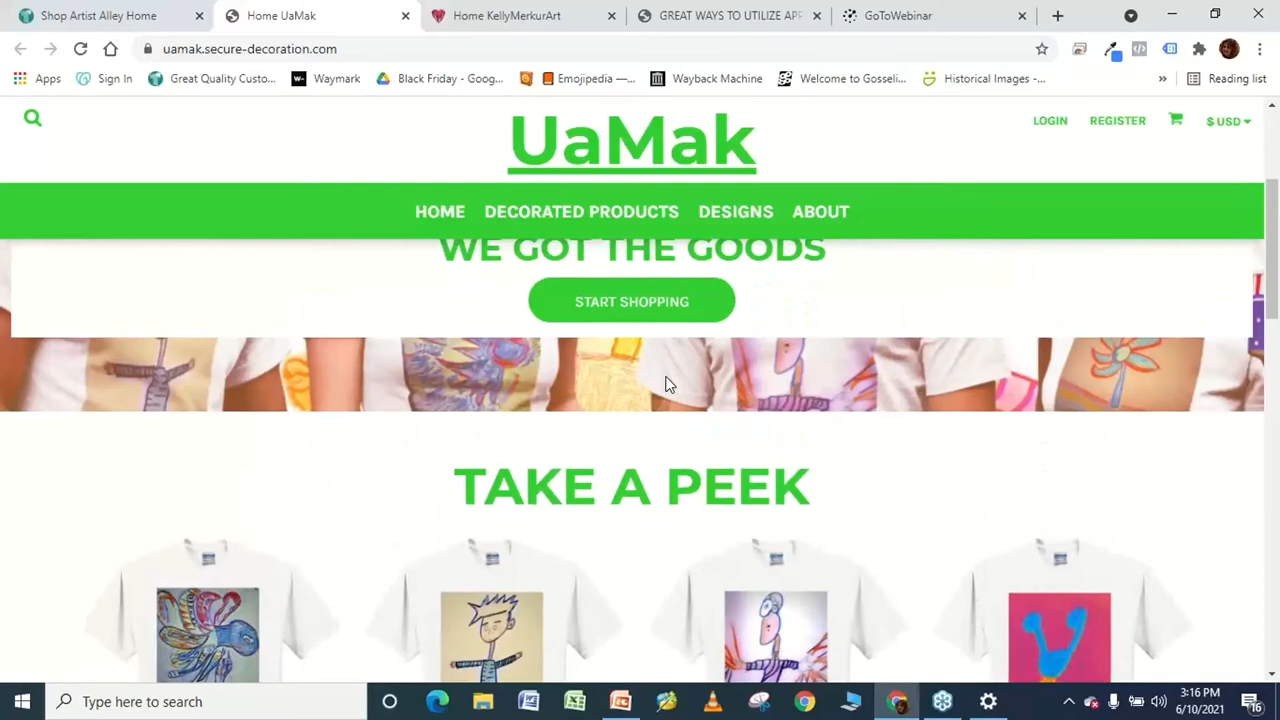 Shop Artist Alley Home
Home UaMak
Home KellyMerkurArt
GREAT WAYS TO UTILIZE APP
GoToWebinar
uamak.secure-decoration.com
Apps
Sign In
Great Quality Custo...
Waymark
Black Friday - Goog...
Emojipedia —...
Wayback Machine
Welcome to Gosseli...
Historical Images -...
»
Reading list
UaMak
LOGIN
REGISTER
$ USD
HOME
DECORATED PRODUCTS
DESIGNS
ABOUT
WE GOT THE GOODS
START SHOPPING
TAKE A PEEK
Type here to search
3:16 PM
6/10/2021
16